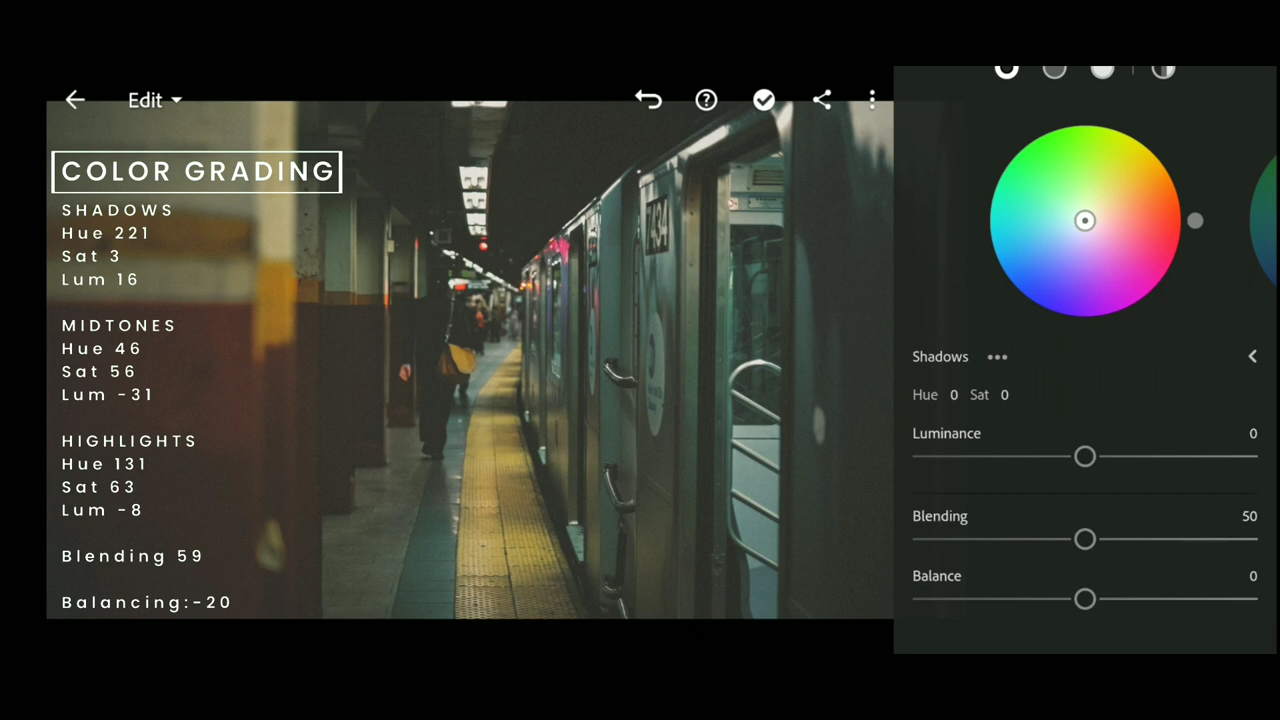 Edit
COLOR GRADING
SHADOWS
Hue 221
Sat 3
Lum 16
MIDTONES
Hue 46
Sat 56
Lum -31
HIGHLIGHTS
Hue 131
Sat 63
Lum -8
Blending 59
Balancing:-20
7494
Shadows
Hue 0 Sat 0
Luminance 0
Blending 50
Balance 0